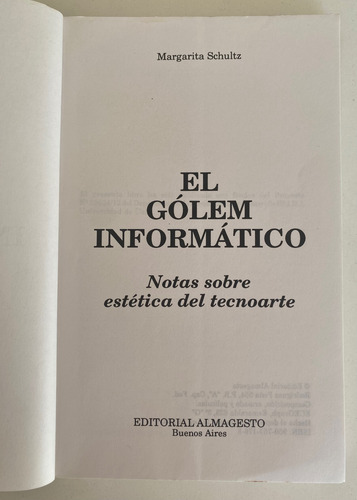 Margarita Schultz
EL
GÓLEM
INFORMÁTICO
Notas sobre
estética del tecnoarte
EDITORIAL ALMAGESTO
Buenos Aires